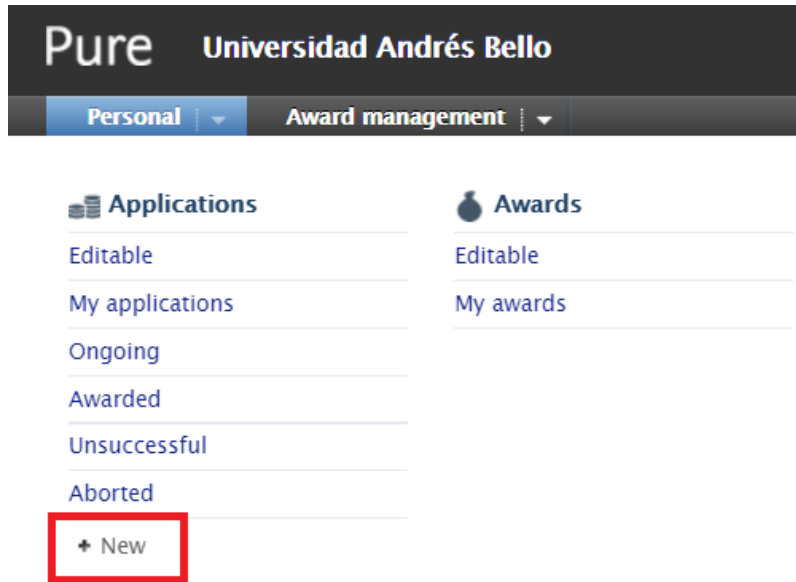 Pure Universidad Andrés Bello
Personal Award management
Applications
Editable
My applications
Ongoing
Awarded
Unsuccessful
Aborted
+ New
Awards
Editable
My awards